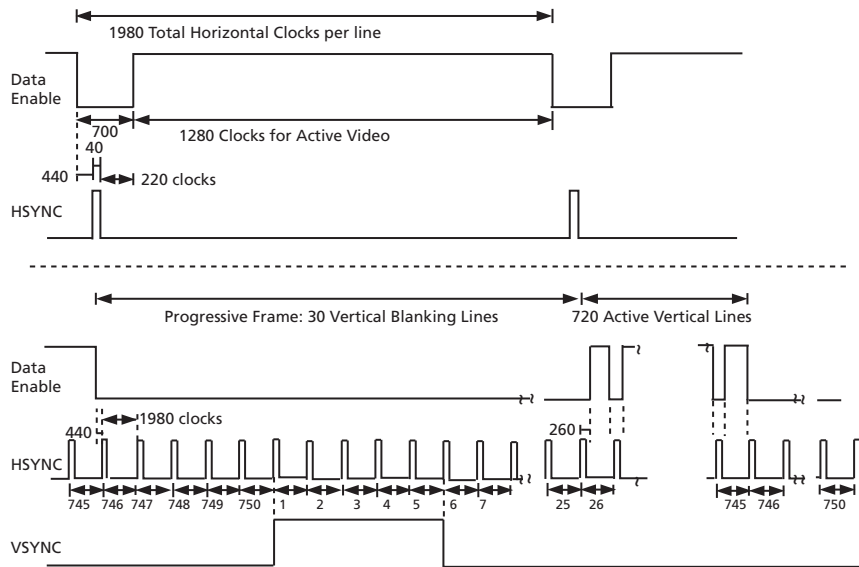 1980 Total Horizontal Clocks per line
Data
Enable
700
1280 Clocks for Active Video
40
440
220 clocks
HSYNC
Progressive Frame: 30 Vertical Blanking Lines
720 Active Vertical Lines
Data
Enable
1980 clocks
440
260
HSYNC
745 746 747 748 749 750 1 2 3 4 5 6 7 25 26 745 746 750
VSYNC